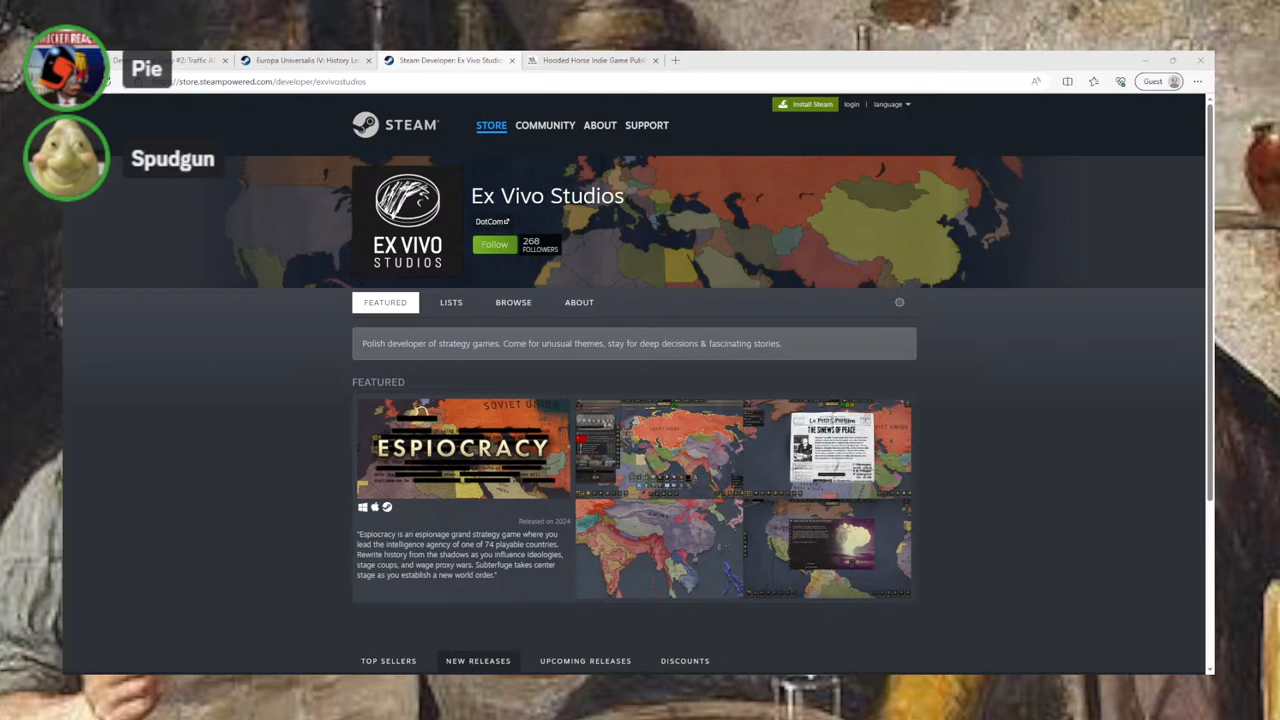 Pie
Spudgun
#2: Traffic A
Europa Universalis IV: History Le
Steam Developer: Ex Vivo Studio
Hooded Horse Indie Game Publ
https://store.steampowered.com/developer/exvivostudios
Guest
Install Steam
login | language
STEAM
STORE COMMUNITY ABOUT SUPPORT
EX VIVO
STUDIOS
Ex Vivo Studios
DotCom
Follow
268
FOLLOWERS
FEATURED LISTS BROWSE ABOUT
Polish developer of strategy games. Come for unusual themes, stay for deep decisions & fascinating stories.
FEATURED
SOVIET UNION
ESPIOCRACY
Le Petit Parisien
THE SINEWS OF PEACE
Released on 2024
"Espiocracy is an espionage grand strategy game where you
lead the intelligence agency of one of 74 playable countries.
Rewrite history from the shadows as you influence ideologies,
stage coups, and wage proxy wars. Subterfuge takes center
stage as you establish a new world order."
TOP SELLERS NEW RELEASES UPCOMING RELEASES DISCOUNTS